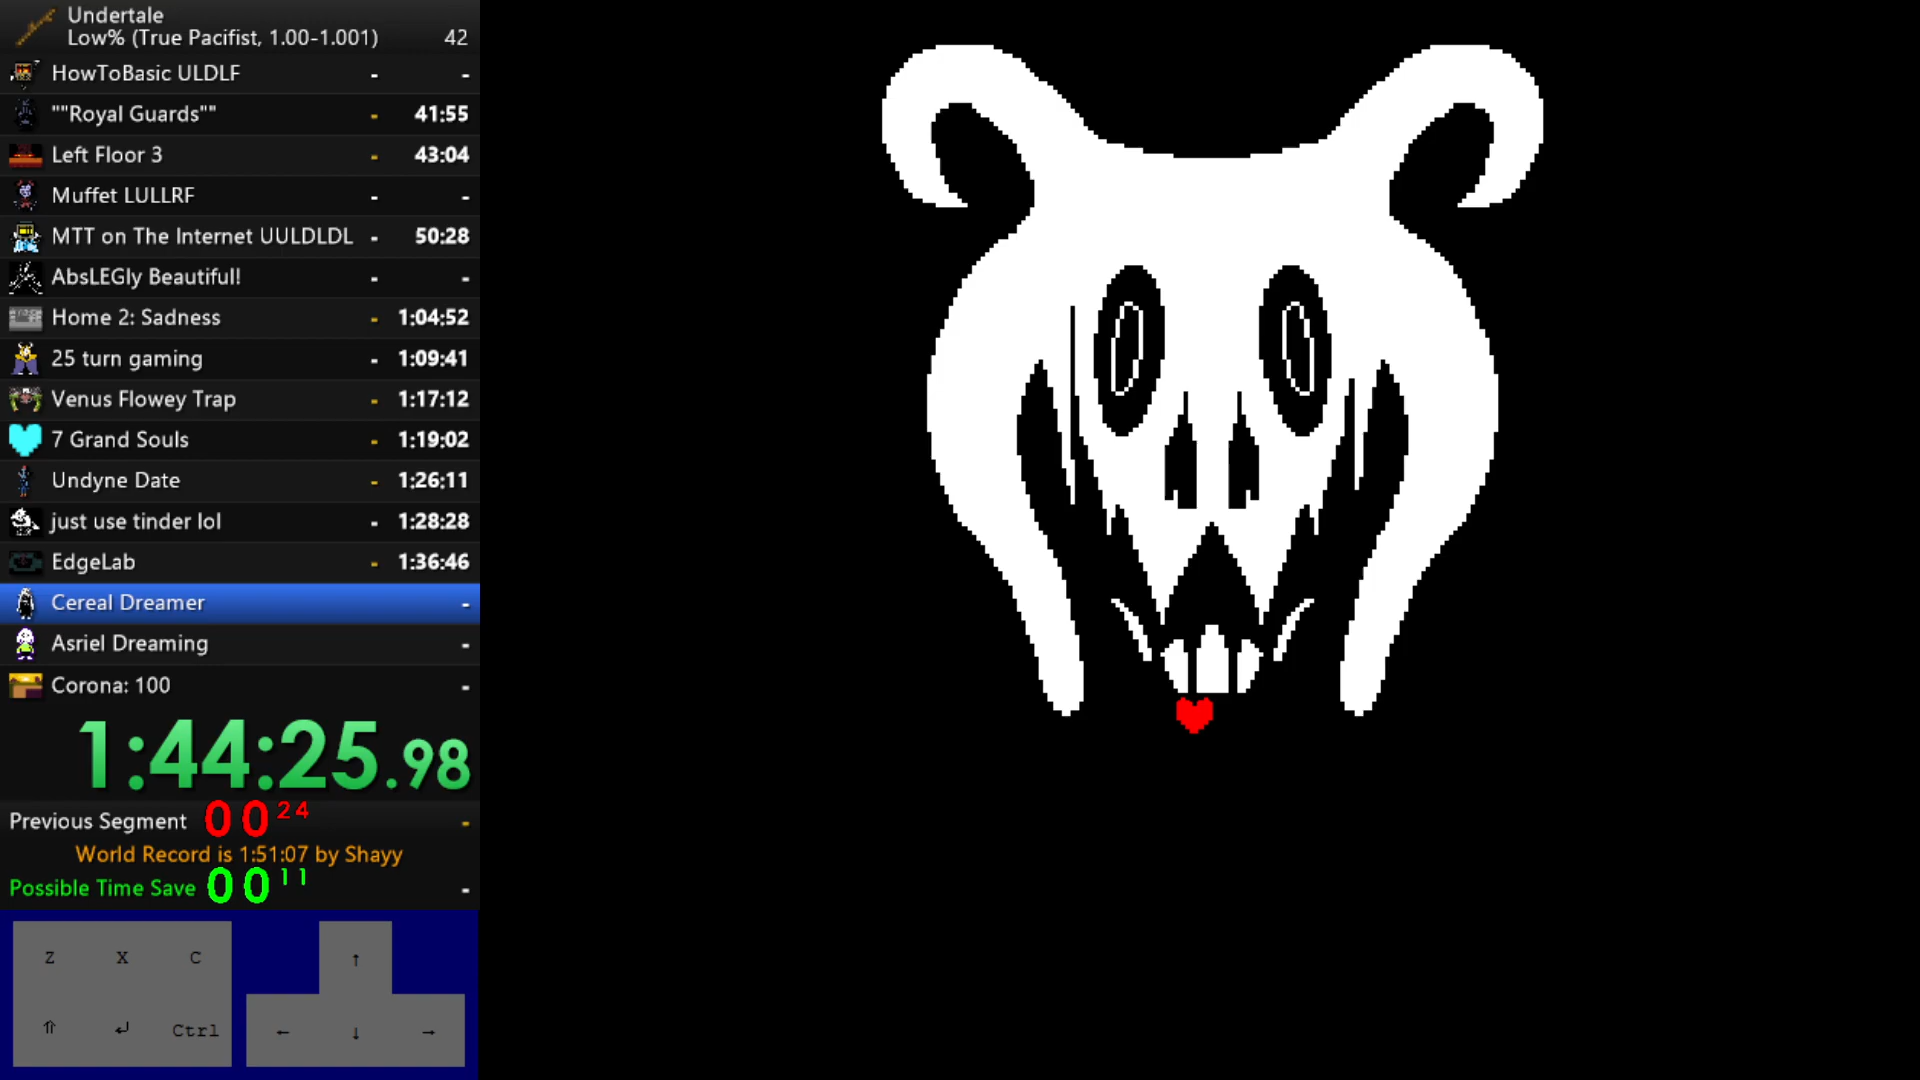 Undertale
Low% (True Pacifist, 1.00-1.001) 42
HowToBasic ULDLF - -
""Royal Guards"" - 41:55
Left Floor 3 - 43:04
Muffet LULLRF - -
MTT on The Internet UULDLDL - 50:28
AbsLEGly Beautiful! - -
Home 2: Sadness - 1:04:52
25 turn gaming - 1:09:41
Venus Flowey Trap - 1:17:12
7 Grand Souls - 1:19:02
Undyne Date - 1:26:11
just use tinder lol - 1:28:28
EdgeLab - 1:36:46
Cereal Dreamer -
Asriel Dreaming -
Corona: 100 -
1:44:25.98
Previous Segment 00 24 -
World Record is 1:51:07 by Shayy
Possible Time Save 00 11 -
Z X C ↑
⇧ ↵ Ctrl ← ↓ →